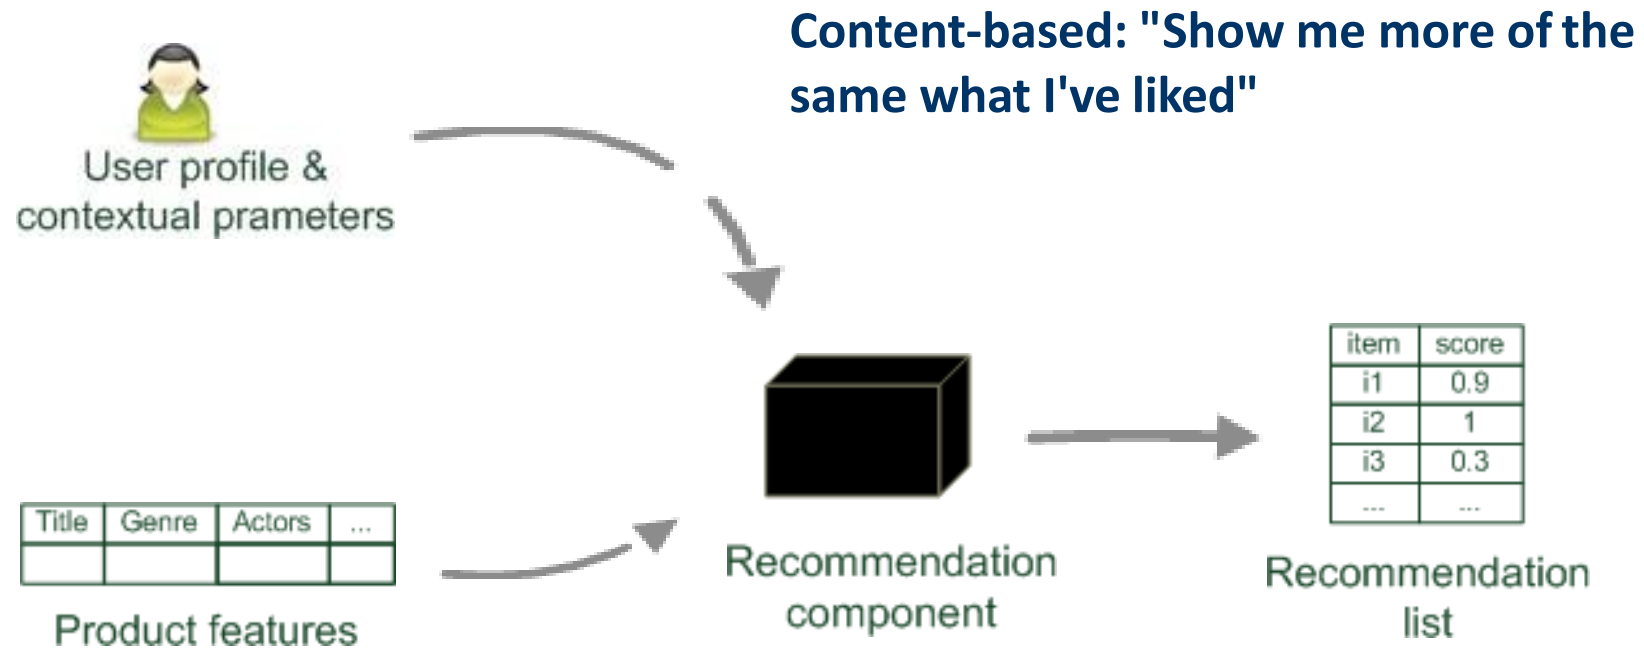 Content-based: "Show me more of the
same what I've liked"
User profile &
contextual prameters
Title Genre Actors ...
Product features
Recommendation
component
item score
i1 0.9
i2 1
i3 0.3
... ...
Recommendation
list